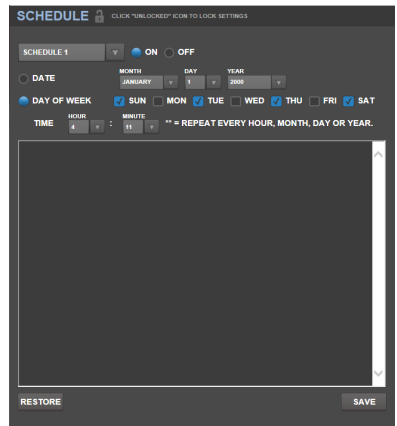 SCHEDULE CLICK "UNLOCKED" ICON TO LOCK SETTINGS
SCHEDULE 1 ON OFF
MONTH DAY YEAR
DATE JANUARY 1 2000
DAY OF WEEK SUN MON TUE WED THU FRI SAT
HOUR MINUTE
TIME 4 : 11 ** = REPEAT EVERY HOUR, MONTH, DAY OR YEAR.
RESTORE SAVE